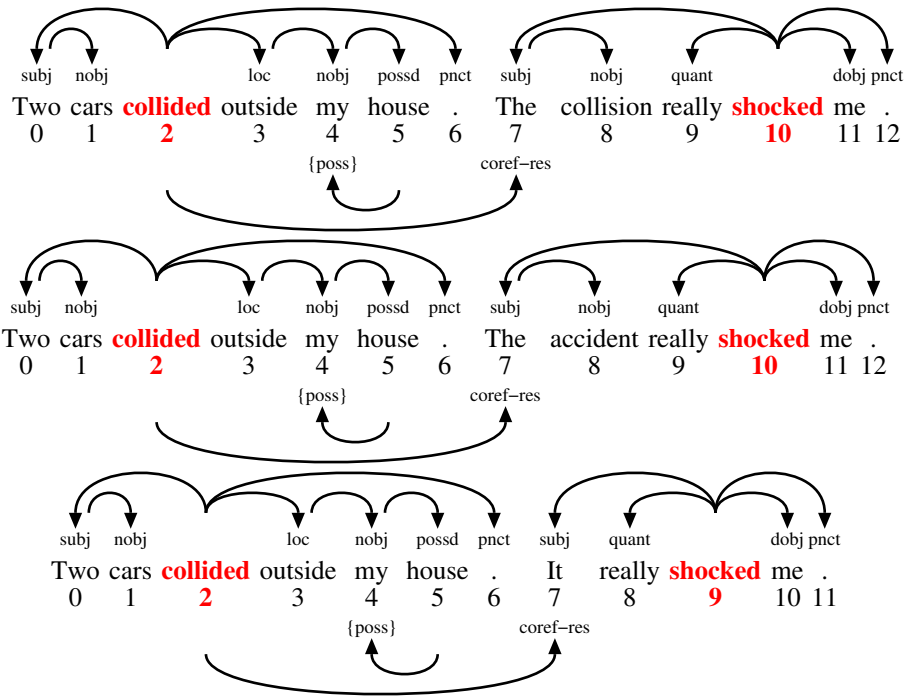 subj nobj loc nobj possd pnct subj nobj quant dobj pnct
Two cars collided outside my house . The collision really shocked me .
0 1 2 3 4 5 6 7 8 9 10 11 12
{poss} coref−res
subj nobj loc nobj possd pnct subj nobj quant dobj pnct
Two cars collided outside my house . The accident really shocked me .
0 1 2 3 4 5 6 7 8 9 10 11 12
{poss} coref−res
subj nobj loc nobj possd pnct subj quant dobj pnct
Two cars collided outside my house . It really shocked me .
0 1 2 3 4 5 6 7 8 9 10 11
{poss} coref−res